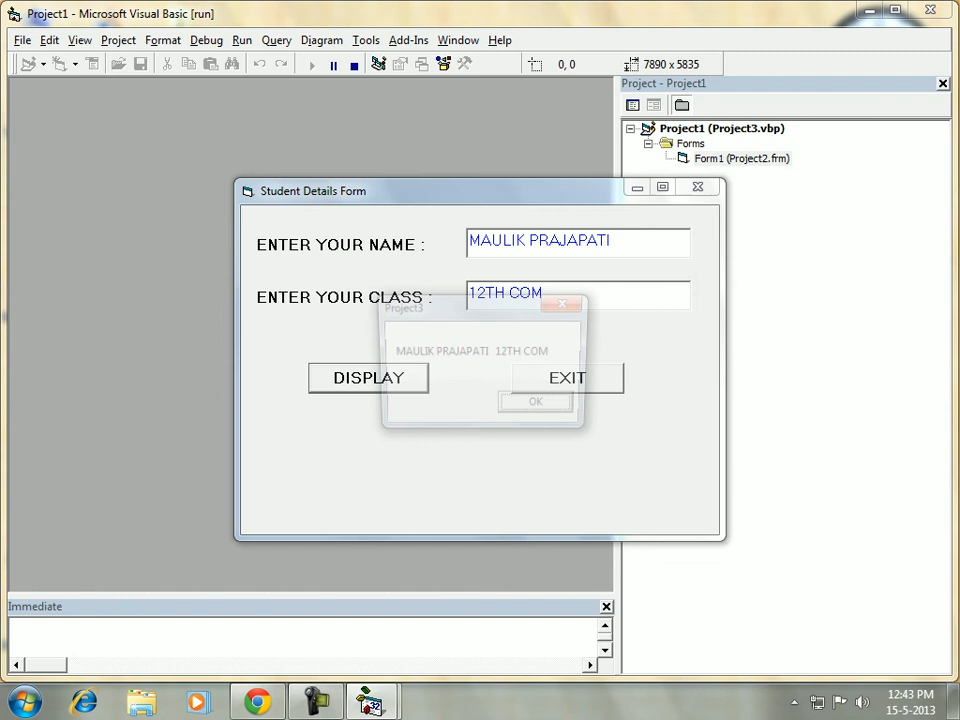 Project1 - Microsoft Visual Basic [run]
File Edit View Project Format Debug Run Query Diagram Tools Add-Ins Window Help
0, 0 7890 x 5835
Project - Project1
Project1 (Project3.vbp)
Forms
Form1 (Project2.frm)
Student Details Form
ENTER YOUR NAME : MAULIK PRAJAPATI
ENTER YOUR CLASS : 12TH COM
Project3
MAULIK PRAJAPATI 12TH COM
DISPLAY EXIT
OK
Immediate
32
12:43 PM
15-5-2013